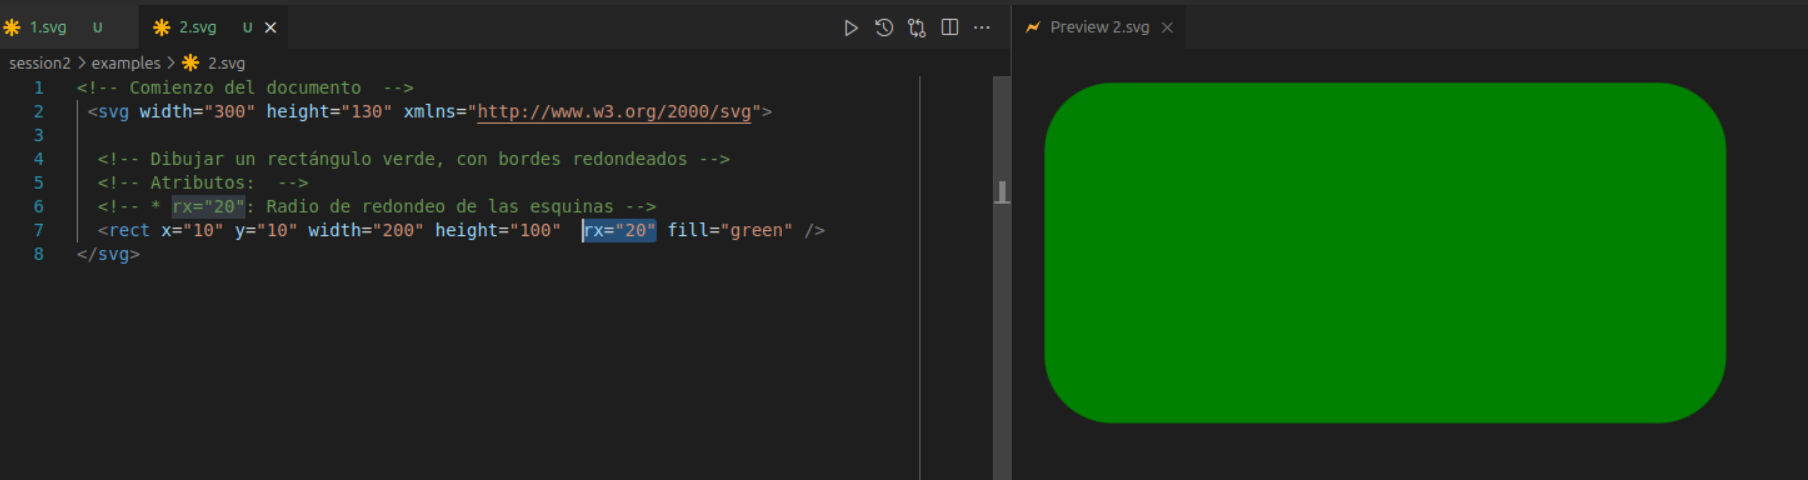 1.svg U 2.svg U
Preview 2.svg
session2 > examples > 2.svg
1 <!-- Comienzo del documento  -->
2 <svg width="300" height="130" xmlns="http://www.w3.org/2000/svg">
3
4 <!-- Dibujar un rectángulo verde, con bordes redondeados -->
5 <!-- Atributos:  -->
6 <!-- * rx="20": Radio de redondeo de las esquinas -->
7 <rect x="10" y="10" width="200" height="100"  rx="20" fill="green" />
8 </svg>